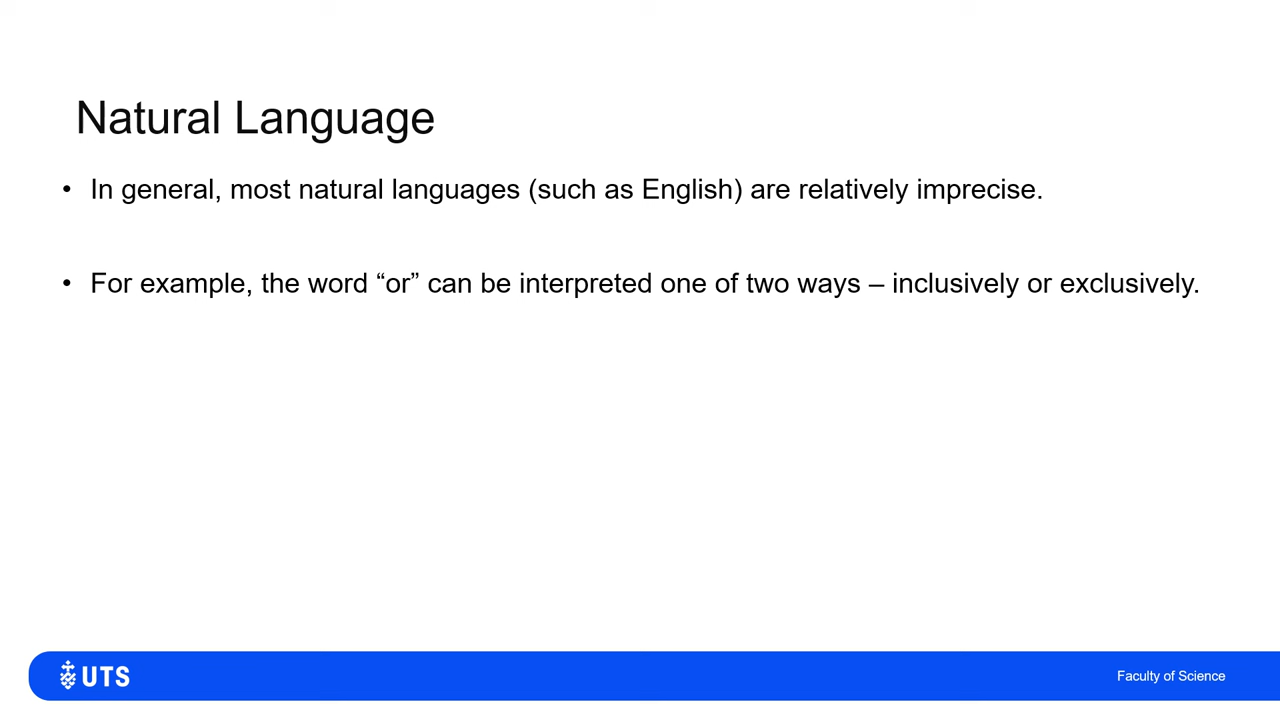 Natural Language
• In general, most natural languages (such as English) are relatively imprecise.
• For example, the word “or” can be interpreted one of two ways – inclusively or exclusively.
UTS
Faculty of Science